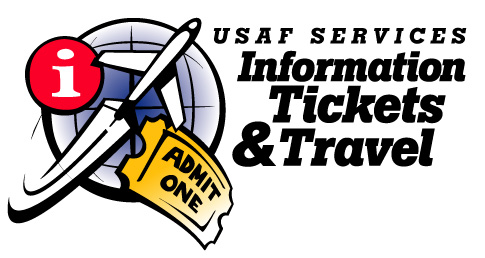 i
USAF SERVICES
Information
Tickets
& Travel
ADMIT
ONE